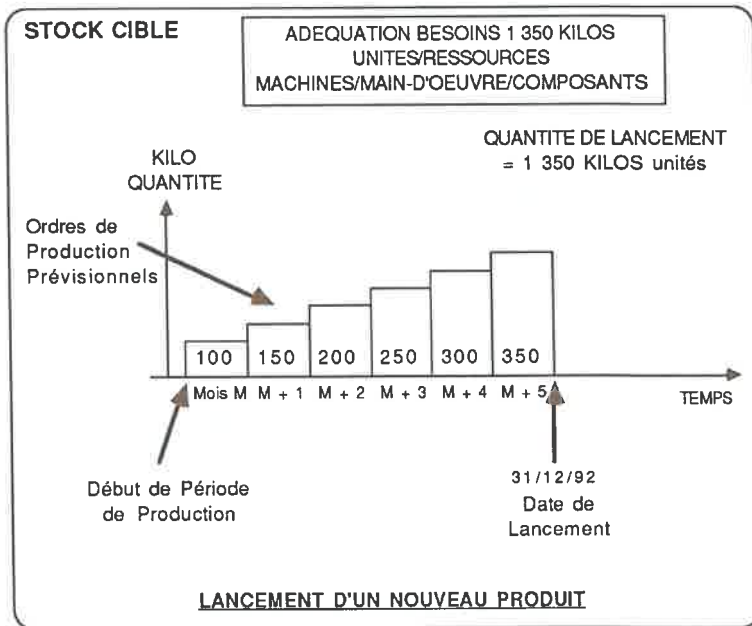 STOCK CIBLE
ADEQUATION BESOINS 1 350 KILOS
UNITES/RESSOURCES
MACHINES/MAIN-D'OEUVRE/COMPOSANTS
QUANTITE DE LANCEMENT
= 1 350 KILOS unités
KILO
QUANTITE
Ordres de
Production
Prévisionnels
100 150 200 250 300 350
Mois M M + 1 M + 2 M + 3 M + 4 M + 5
TEMPS
Début de Période
de Production
31/12/92
Date de
Lancement
LANCEMENT D'UN NOUVEAU PRODUIT